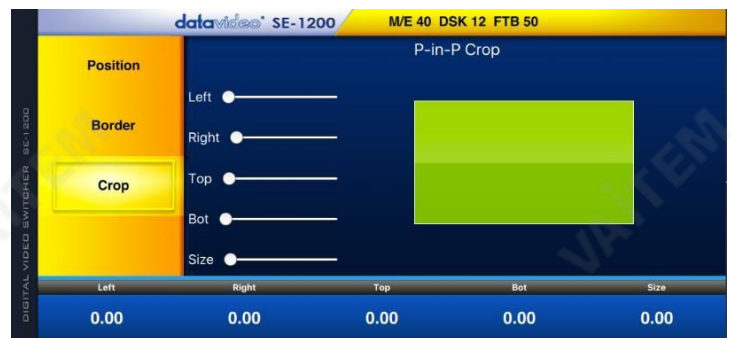 datavideo® SE-1200
M/E 40 DSK 12 FTB 50
P-in-P Crop
DIGITAL VIDEO SWITCHER SE-1200
Position
Border
Crop
Left
Right
Top
Bot
Size
Left Right Top Bot Size
0.00 0.00 0.00 0.00 0.00
VAITEM
VAITEM